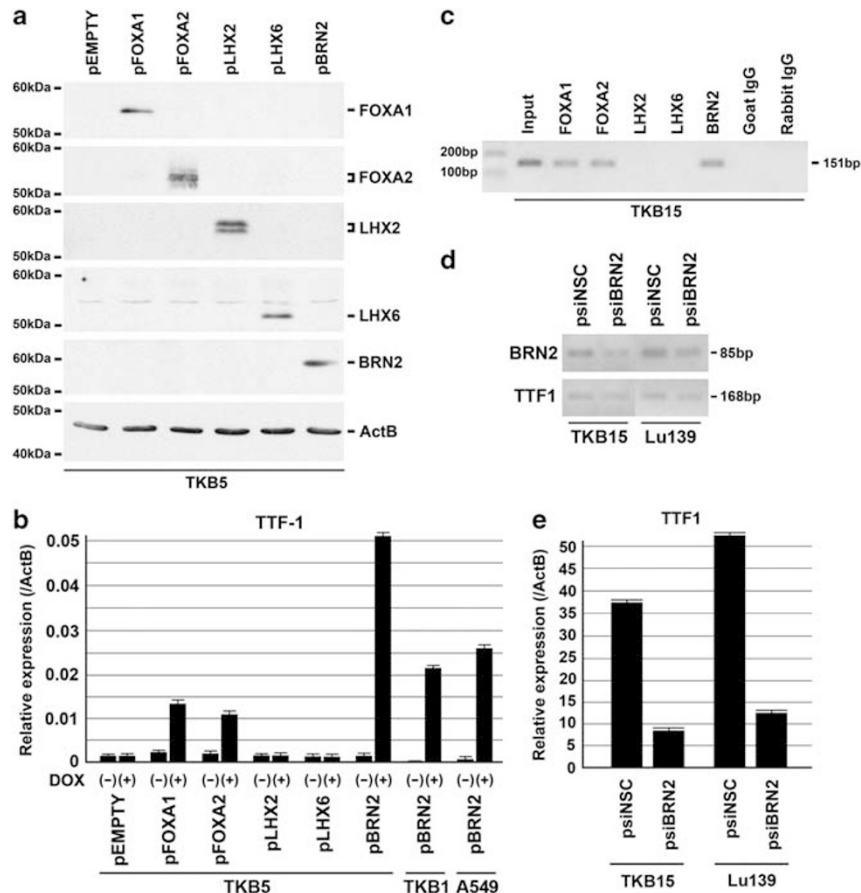 a
pEMPTY
pFOXA1
pFOXA2
pLHX2
pLHX6
pBRN2
60kDa
50kDa
FOXA1
60kDa
50kDa
FOXA2
60kDa
50kDa
LHX2
60kDa
50kDa
LHX6
60kDa
50kDa
BRN2
50kDa
40kDa
ActB
TKB5
c
Input
FOXA1
FOXA2
LHX2
LHX6
BRN2
Goat IgG
Rabbit IgG
200bp
100bp
151bp
TKB15
d
psiNSC
psiBRN2
psiNSC
psiBRN2
BRN2
85bp
TTF1
168bp
TKB15 Lu139
b
TTF-1
Relative expression (/ActB)
0.05
0.04
0.03
0.02
0.01
0
DOX (-)(+) (-)(+) (-)(+) (-)(+) (-)(+) (-)(+) (-)(+) (-)(+)
pEMPTY
pFOXA1
pFOXA2
pLHX2
pLHX6
pBRN2
pBRN2
pBRN2
TKB5 TKB1 A549
e
TTF1
Relative expression (/ActB)
50
45
40
35
30
25
20
15
10
5
0
psiNSC
psiBRN2
psiNSC
psiBRN2
TKB15 Lu139